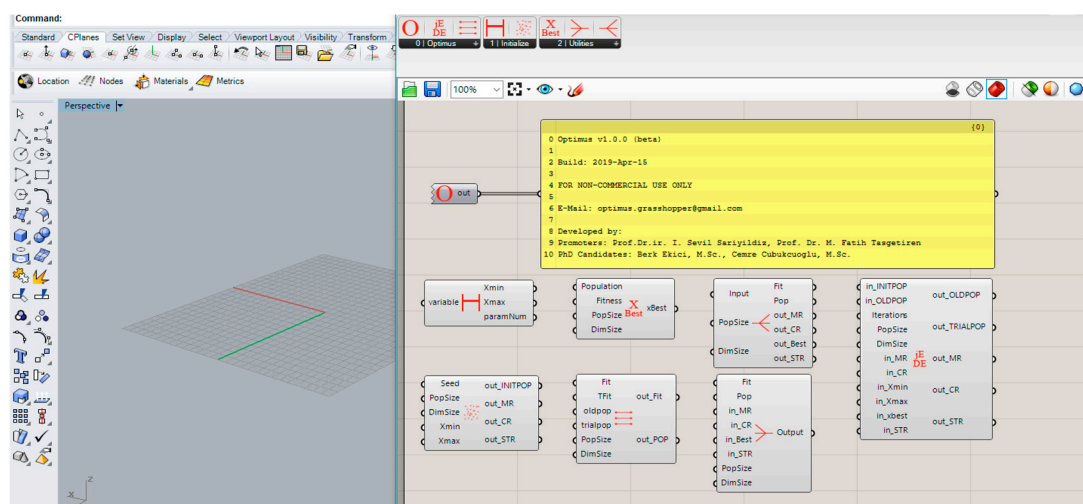 Command:
Standard CPlanes Set View Display Select Viewport Layout Visibility Transform
Location Nodes Materials Metrics
Perspective
z
x
O jE DE H X Best
0 | Optimus 1 | Initialize 2 | Utilities
100%
{0}
0 Optimus v1.0.0 (beta)
1
2 Build: 2019-Apr-15
3
4 FOR NON-COMMERCIAL USE ONLY
5
6 E-Mail: optimus.grasshopper@gmail.com
7
8 Developed by:
9 Promoters: Prof.Dr.ir. I. Sevil Sariyildiz, Prof. Dr. M. Fatih Tasgetiren
10 PhD Candidates: Berk Ekici, M.Sc., Cemre Cubukcuoglu, M.Sc.
O out
variable H
Xmin
Xmax
paramNum
Population
Fitness
PopSize
DimSize
X
Best
xBest
Input
PopSize
DimSize
Fit
Pop
out_MR
out_CR
out_Best
out_STR
in_INITPOP
in_OLDPOP
Iterations
PopSize
DimSize
in_MR
in_CR
in_Xmin
in_Xmax
in_xbest
in_STR
jE
DE
out_OLDPOP
out_TRIALPOP
out_MR
out_CR
out_STR
Seed
PopSize
DimSize
Xmin
Xmax
out_INITPOP
out_MR
out_CR
out_STR
Fit
TFit
oldpop
trialpop
PopSize
DimSize
out_Fit
out_POP
Fit
Pop
in_MR
in_CR
in_Best
in_STR
PopSize
DimSize
Output